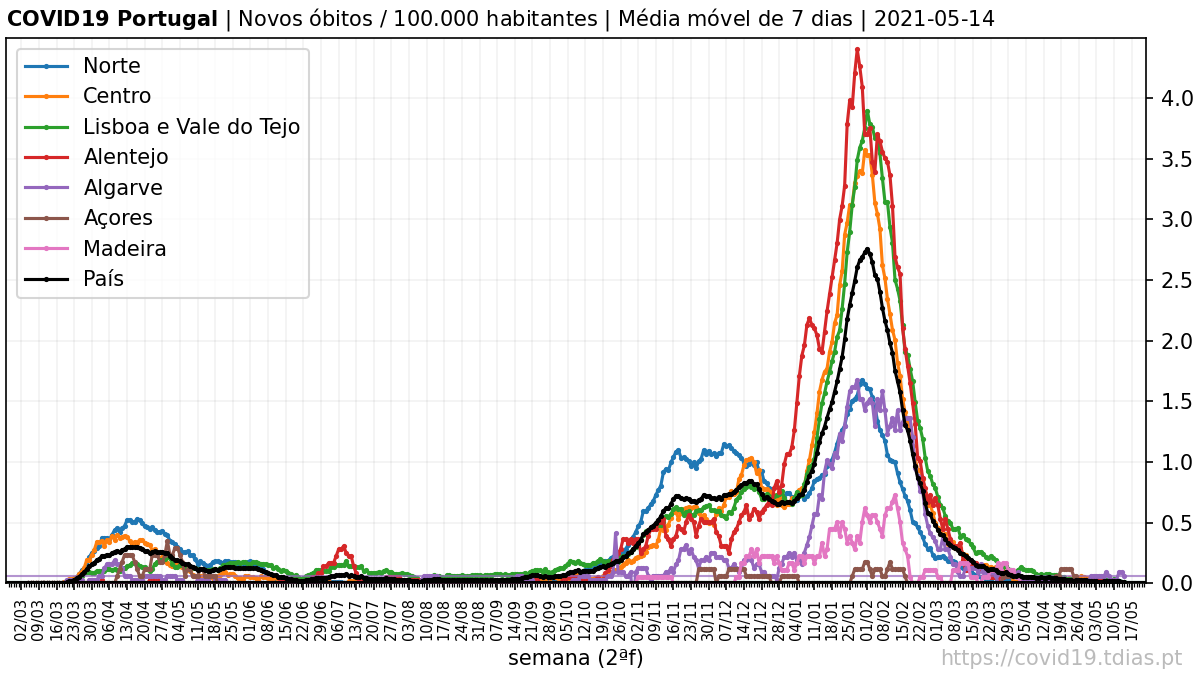 COVID19 Portugal | Novos óbitos / 100.000 habitantes | Média móvel de 7 dias | 2021-05-14
Norte
Centro
Lisboa e Vale do Tejo
Alentejo
Algarve
Açores
Madeira
País
4.0
3.5
3.0
2.5
2.0
1.5
1.0
0.5
0.0
02/03 09/03 16/03 23/03 30/03 06/04 13/04 20/04 27/04 04/05 11/05 18/05 25/05 01/06 08/06 15/06 22/06 29/06 06/07 13/07 20/07 27/07 03/08 10/08 17/08 24/08 31/08 07/09 14/09 21/09 28/09 05/10 12/10 19/10 26/10 02/11 09/11 16/11 23/11 30/11 07/12 14/12 21/12 28/12 04/01 11/01 18/01 25/01 01/02 08/02 15/02 22/02 01/03 08/03 15/03 22/03 29/03 05/04 12/04 19/04 26/04 03/05 10/05 17/05
semana (2ªf)
https://covid19.tdias.pt